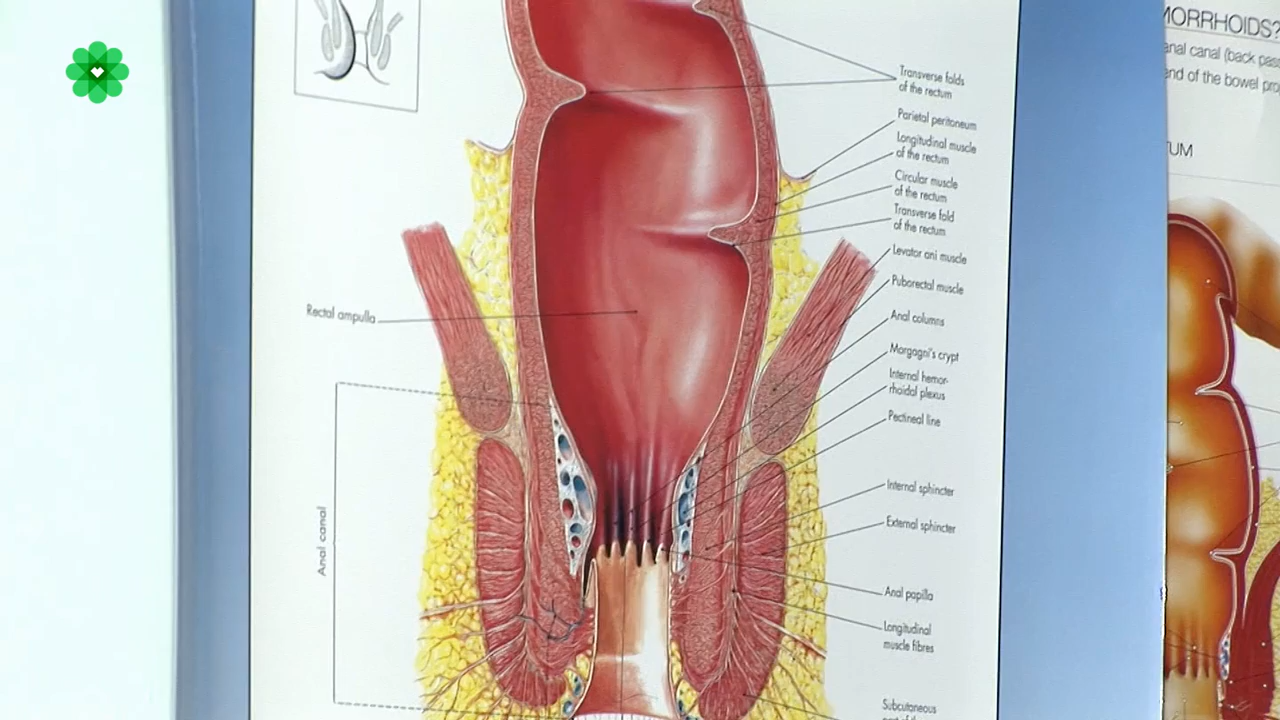 Transverse folds
of the rectum
Parietal peritoneum
Longitudinal muscle
of the rectum
Circular muscle
of the rectum
Transverse fold
of the rectum
Levator ani muscle
Puborectal muscle
Anal columns
Morgagni's crypt
Internal hemor-
rhoidal plexus
Pectineal line
Internal sphincter
External sphincter
Anal papilla
Longitudinal
muscle fibres
Subcutaneous
Rectal ampulla
Anal canal
MORRHOIDS?
anal canal (back pas
end of the bowel pro
TUM